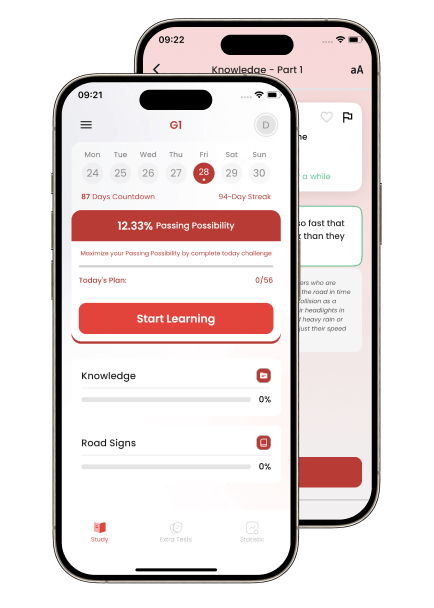 09:22
Knowledge - Part 1
aA
09:21
G1
D
Mon Tue Wed Thu Fri Sat Sun
24 25 26 27 28 29 30
87 Days Countdown
94-Day Streak
12.33% Passing Possibility
Maximize your Passing Possibility by complete today challenge
Today's Plan:
0/56
Start Learning
Knowledge
0%
Road Signs
0%
Study
Extra Tests
Statistic
a while
so fast that
than they
who are
the road in time
collision as a
headlights in
heavy rain or
just their speed